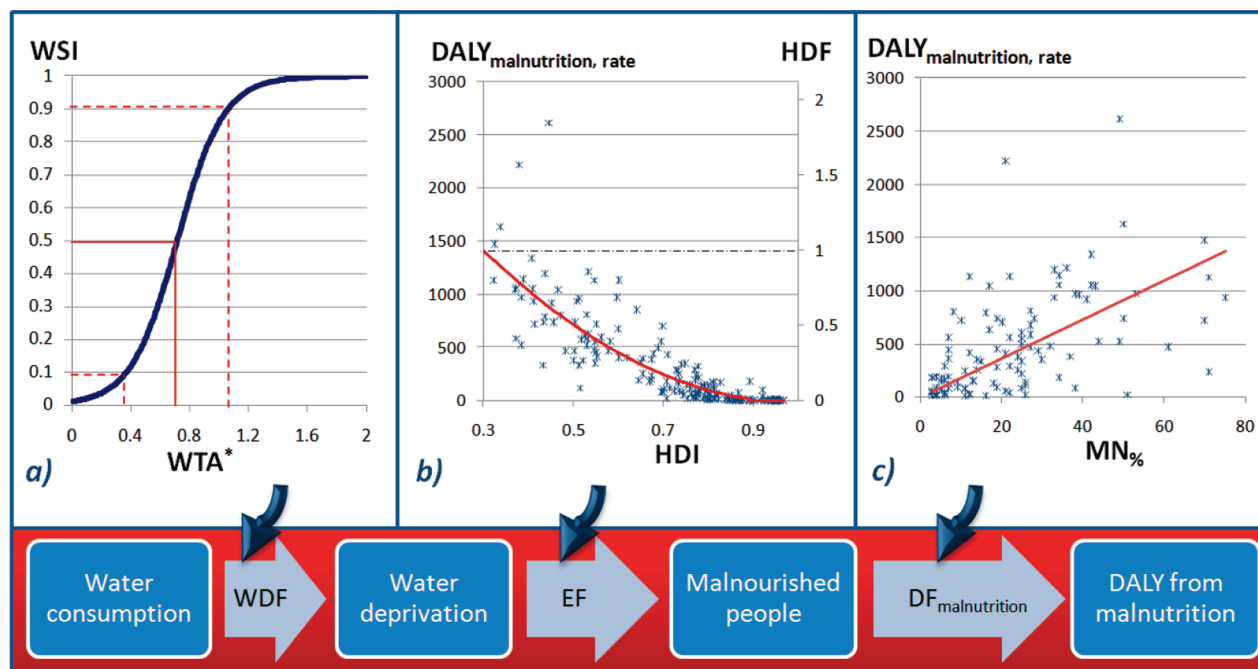 WSI
1
0.9
0.8
0.7
0.6
0.5
0.4
0.3
0.2
0.1
0
0 0.4 0.8 1.2 1.6 2
WTA*
a)
DALYmalnutrition, rate HDF
3000
2500
2000
1500
1000
500
0
2
1.5
1
0.5
0
0.3 0.5 0.7 0.9
HDI
b)
DALYmalnutrition, rate
3000
2500
2000
1500
1000
500
0
0 20 40 60 80
MN%
c)
Water
consumption
WDF
Water
deprivation
EF
Malnourished
people
DFmalnutrition
DALY from
malnutrition